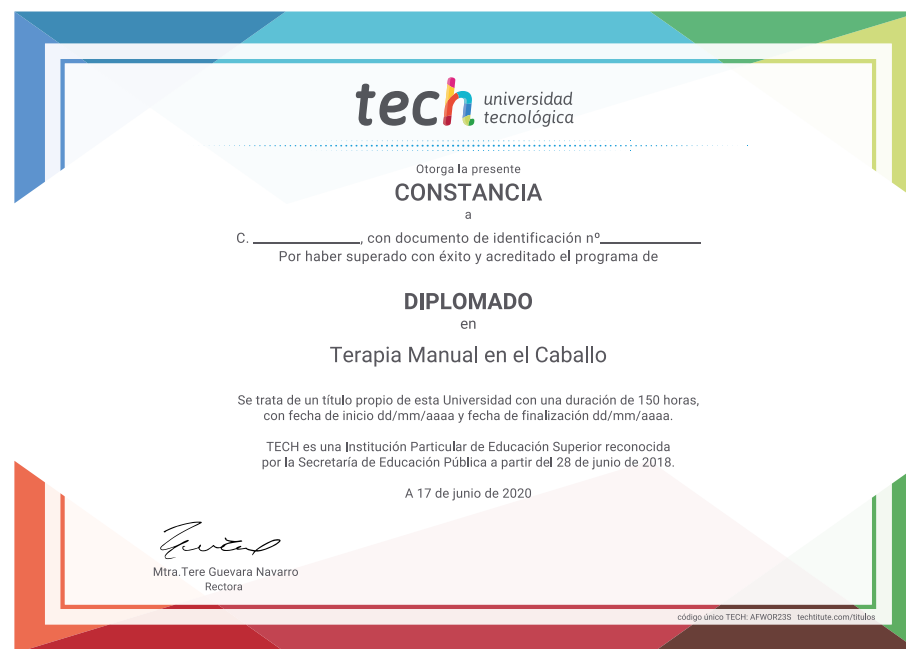 tech universidad
tecnológica
Otorga la presente
CONSTANCIA
a
C. ____________, con documento de identificación nº____________
Por haber superado con éxito y acreditado el programa de
DIPLOMADO
en
Terapia Manual en el Caballo
Se trata de un título propio de esta Universidad con una duración de 150 horas,
con fecha de inicio dd/mm/aaaa y fecha de finalización dd/mm/aaaa.
TECH es una Institución Particular de Educación Superior reconocida
por la Secretaría de Educación Pública a partir del 28 de junio de 2018.
A 17 de junio de 2020
Mtra.Tere Guevara Navarro
Rectora
código único TECH: AFWOR23S techtitute.com/titulos